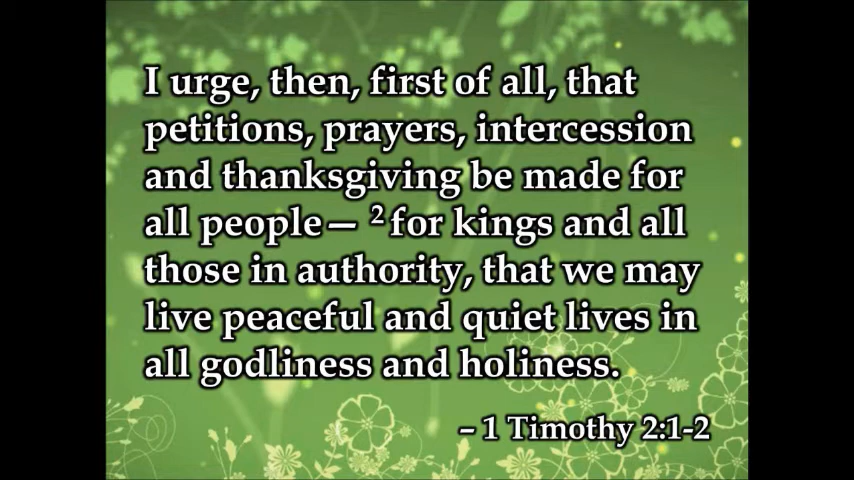 I urge, then, first of all, that
petitions, prayers, intercession
and thanksgiving be made for
all people— ² for kings and all
those in authority, that we may
live peaceful and quiet lives in
all godliness and holiness.
– 1 Timothy 2:1-2